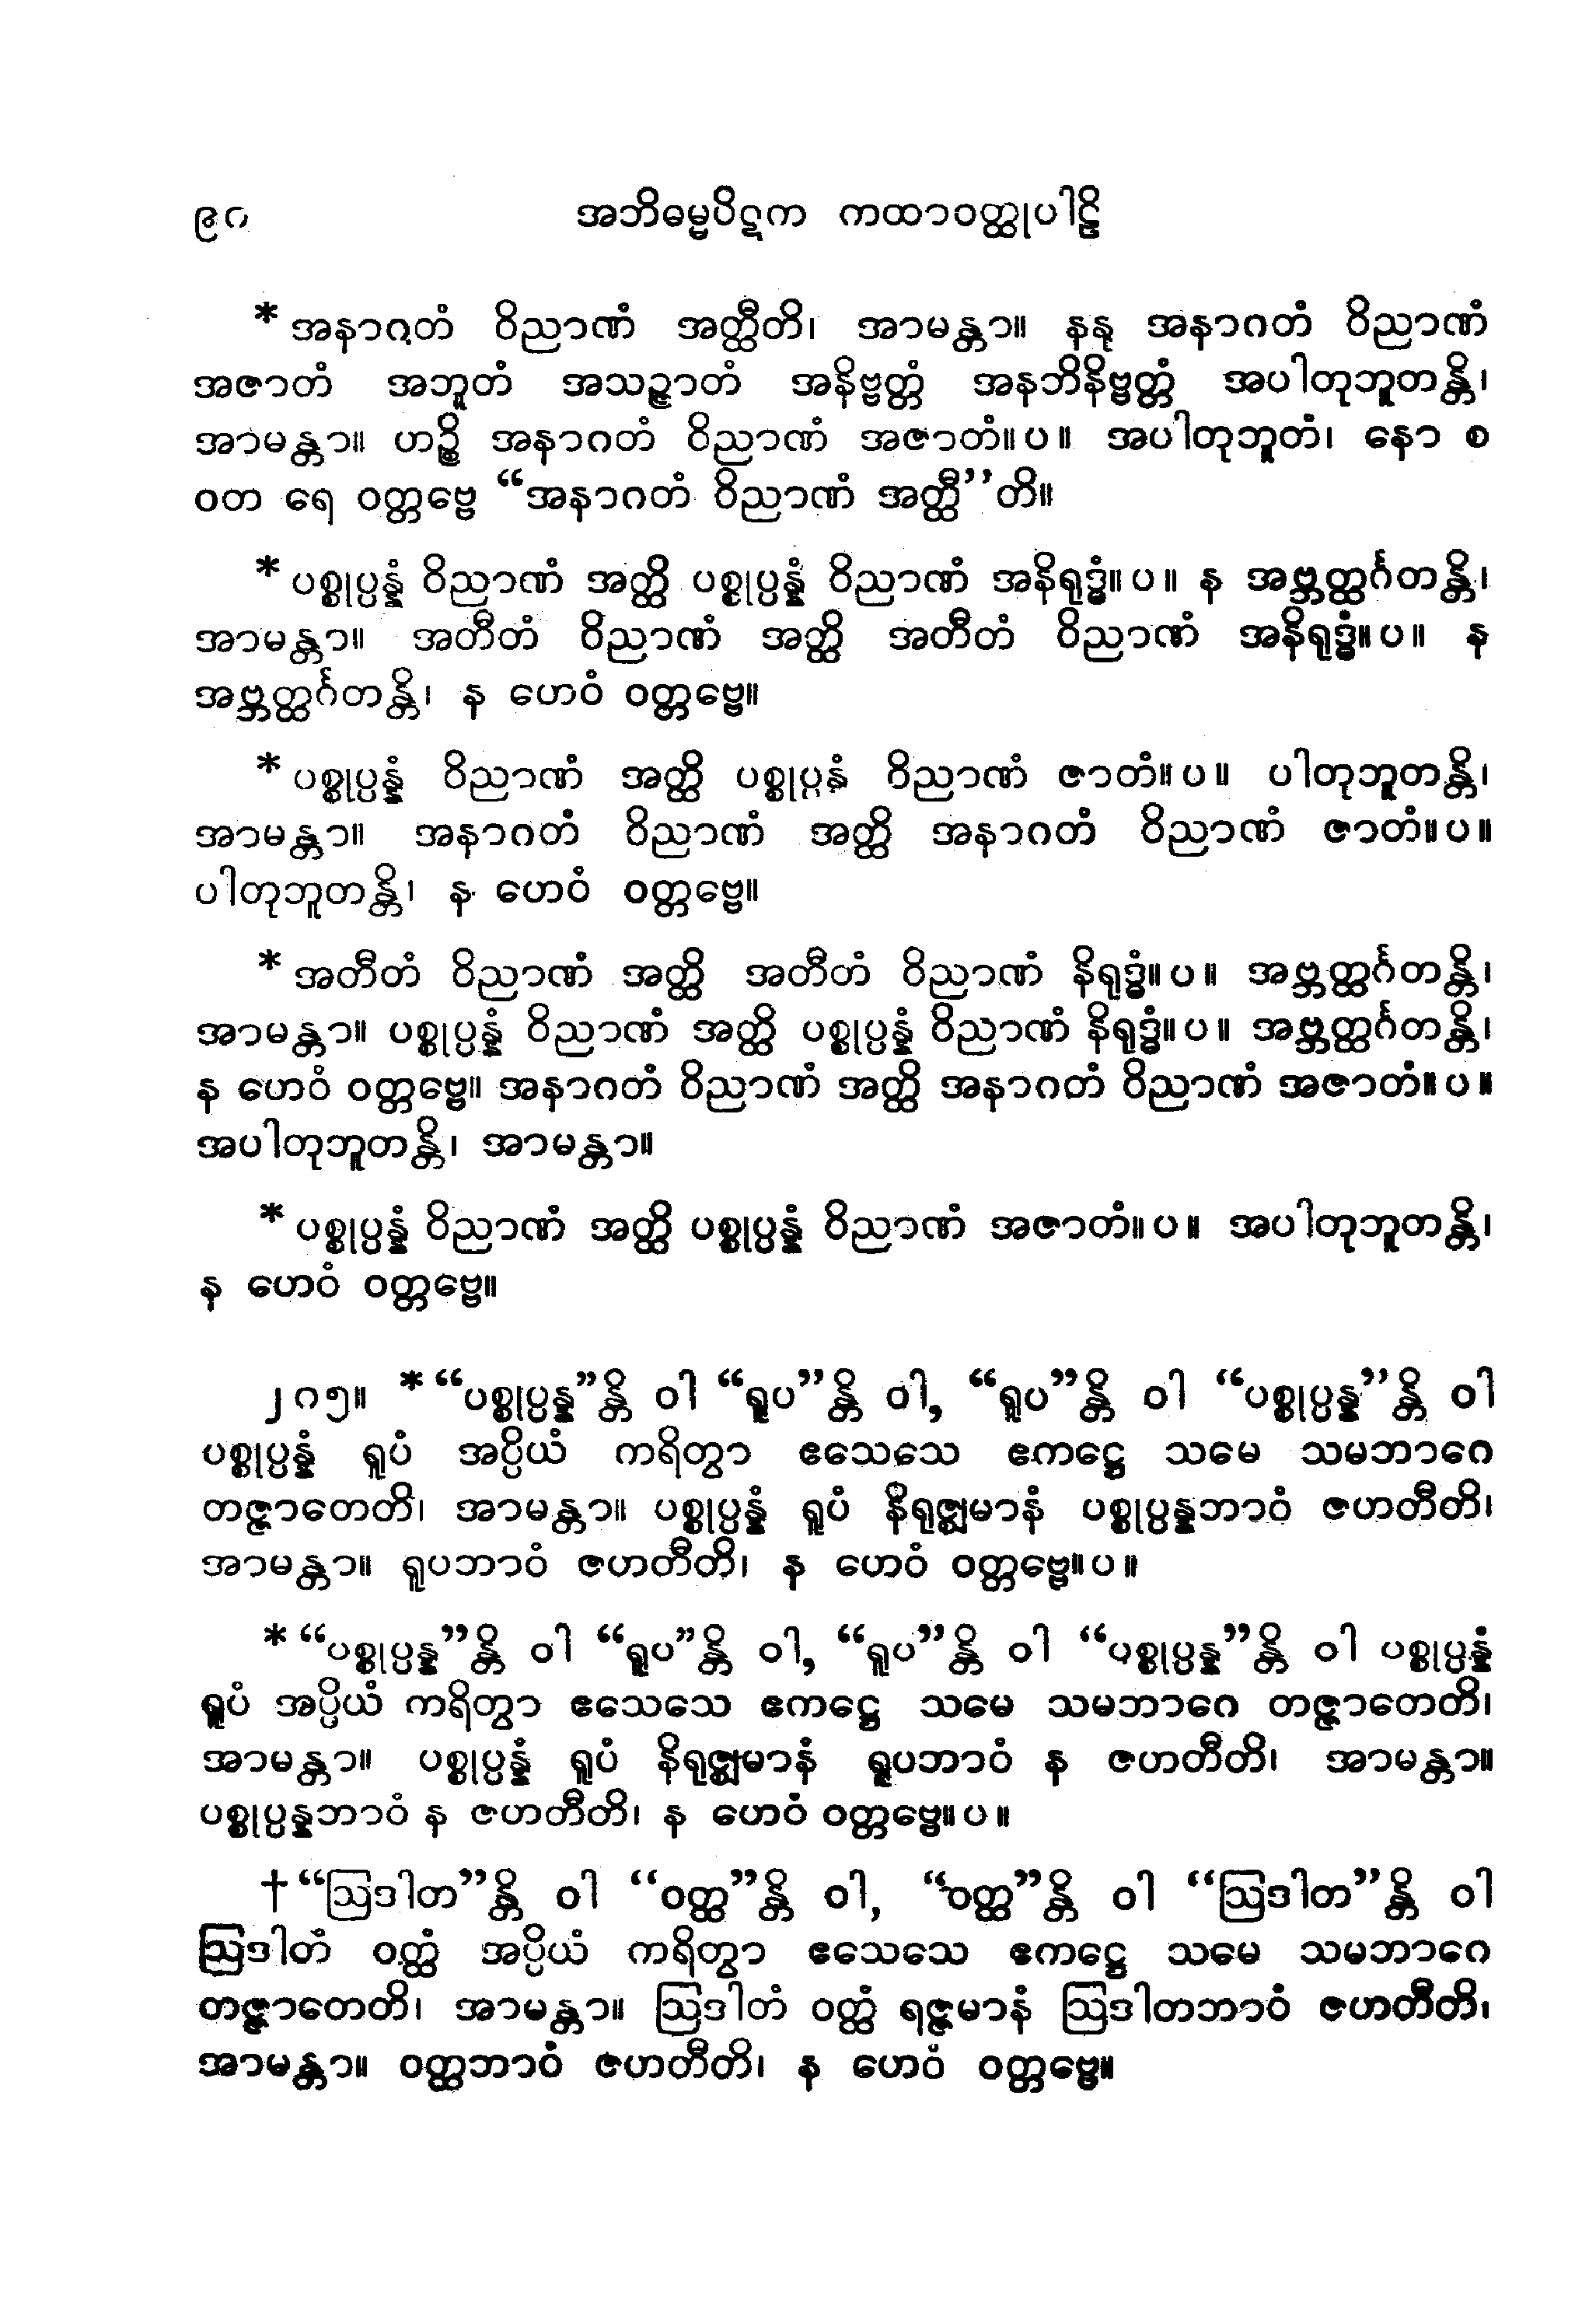 ၉ဂ အဘိဓမ္မပိဋက ကထာဝတ္ထုပါဠိ
* အနာဂတံ ဝိညာဏံ အတ္ထီတိ၊ အာမန္တာ။ နနု အနာဂတံ ဝိညာဏံ
အဇာတံ အဘူတံ အသဉ္ဇာတံ အနိဗ္ဗတ္တံ အနဘိနိဗ္ဗတ္တံ အပါတုဘူတန္တိ၊
အာမန္တာ။ ဟဉ္စိ အနာဂတံ ဝိညာဏံ အဇာတံ။ပ။ အပါတုဘူတံ၊ နော စ
ဝတ ရေ ဝတ္တဗ္ဗေ “အနာဂတံ ဝိညာဏံ အတ္ထီ”တိ။
* ပစ္စုပ္ပန္နံ ဝိညာဏံ အတ္ထိ ပစ္စုပ္ပန္နံ ဝိညာဏံ အနိရုဒ္ဓံ။ပ။ န အဗ္ဘတ္ထင်္ဂတန္တိ၊
အာမန္တာ။ အတီတံ ဝိညာဏံ အတ္ထိ အတီတံ ဝိညာဏံ အနိရုဒ္ဓံ။ပ။ န
အဗ္ဘတ္ထင်္ဂတန္တိ၊ န ဟေဝံ ဝတ္တဗ္ဗေ။
* ပစ္စုပ္ပန္နံ ဝိညာဏံ အတ္ထိ ပစ္စုပ္ပန်ံ ဝိညာဏံ ဇာတံ။ပ။ ပါတုဘူတန္တိ၊
အာမန္တာ။ အနာဂတံ ဝိညာဏံ အတ္ထိ အနာဂတံ ဝိညာဏံ ဇာတံ။ပ။
ပါတုဘူတန္တိ၊ န ဟေဝံ ဝတ္တဗ္ဗေ။
* အတီတံ ဝိညာဏံ အတ္ထိ အတီတံ ဝိညာဏံ နိရုဒ္ဓံ။ပ။ အဗ္ဘတ္ထင်္ဂတန္တိ၊
အာမန္တာ။ ပစ္စုပ္ပန္နံ ဝိညာဏံ အတ္ထိ ပစ္စုပ္ပန္နံ ဝိညာဏံ နိရုဒ္ဓံ။ပ။ အဗ္ဘတ္ထင်္ဂတန္တိ၊
န ဟေဝံ ဝတ္တဗ္ဗေ။ အနာဂတံ ဝိညာဏံ အတ္ထိ အနာဂတံ ဝိညာဏံ အဇာတံ။ပ။
အပါတုဘူတန္တိ၊ အာမန္တာ။
* ပစ္စုပ္ပန္နံ ဝိညာဏံ အတ္ထိ ပစ္စုပ္ပန္နံ ဝိညာဏံ အဇာတံ။ပ။ အပါတုဘူတန္တိ၊
န ဟေဝံ ဝတ္တဗ္ဗေ။
၂ဂ၅။ * “ပစ္စုပ္ပန္န”န္တိ ဝါ “ရူပ”န္တိ ဝါ, “ရူပ”န္တိ ဝါ “ပစ္စုပ္ပန္န”န္တိ ဝါ
ပစ္စုပ္ပန္နံ ရူပံ အပ္ပိယံ ကရိတွာ ဧသေသေ ဧကဋ္ဌေ သမေ သမဘာဂေ
တဇ္ဇာတေတိ၊ အာမန္တာ။ ပစ္စုပ္ပန္နံ ရူပံ နိရုဇ္ဈမာနံ ပစ္စုပ္ပန္နဘာဝံ ဇဟတီတိ၊
အာမန္တာ။ ရူပဘာဝံ ဇဟတီတိ၊ န ဟေဝံ ဝတ္တဗ္ဗေ။ပ။
* “ပစ္စုပ္ပန္န”န္တိ ဝါ “ရူပ”န္တိ ဝါ, “ရူပ”န္တိ ဝါ “ပစ္စုပ္ပန္န”န္တိ ဝါ ပစ္စုပ္ပန္နံ
ရူပံ အပ္ပိယံ ကရိတွာ ဧသေသေ ဧကဋ္ဌေ သမေ သမဘာဂေ တဇ္ဇာတေတိ၊
အာမန္တာ။ ပစ္စုပ္ပန္နံ ရူပံ နိရုဇ္ဈမာနံ ရူပဘာဝံ န ဇဟတီတိ၊ အာမန္တာ။
ပစ္စုပ္ပန္နဘာဝံ န ဇဟတီတိ၊ န ဟေဝံ ဝတ္တဗ္ဗေ။ပ။
† “ဩဒါတ”န္တိ ဝါ “ဝတ္ထ”န္တိ ဝါ, “ဝတ္ထ”န္တိ ဝါ “ဩဒါတ”န္တိ ဝါ
ဩဒါတံ ဝတ္ထံ အပ္ပိယံ ကရိတွာ ဧသေသေ ဧကဋ္ဌေ သမေ သမဘာဂေ
တဇ္ဇာတေတိ၊ အာမန္တာ။ ဩဒါတံ ဝတ္ထံ ရဇ္ဇမာနံ ဩဒါတဘာဝံ ဇဟတီတိ၊
အာမန္တာ။ ဝတ္ထဘာဝံ ဇဟတီတိ၊ န ဟေဝံ ဝတ္တဗ္ဗေ။